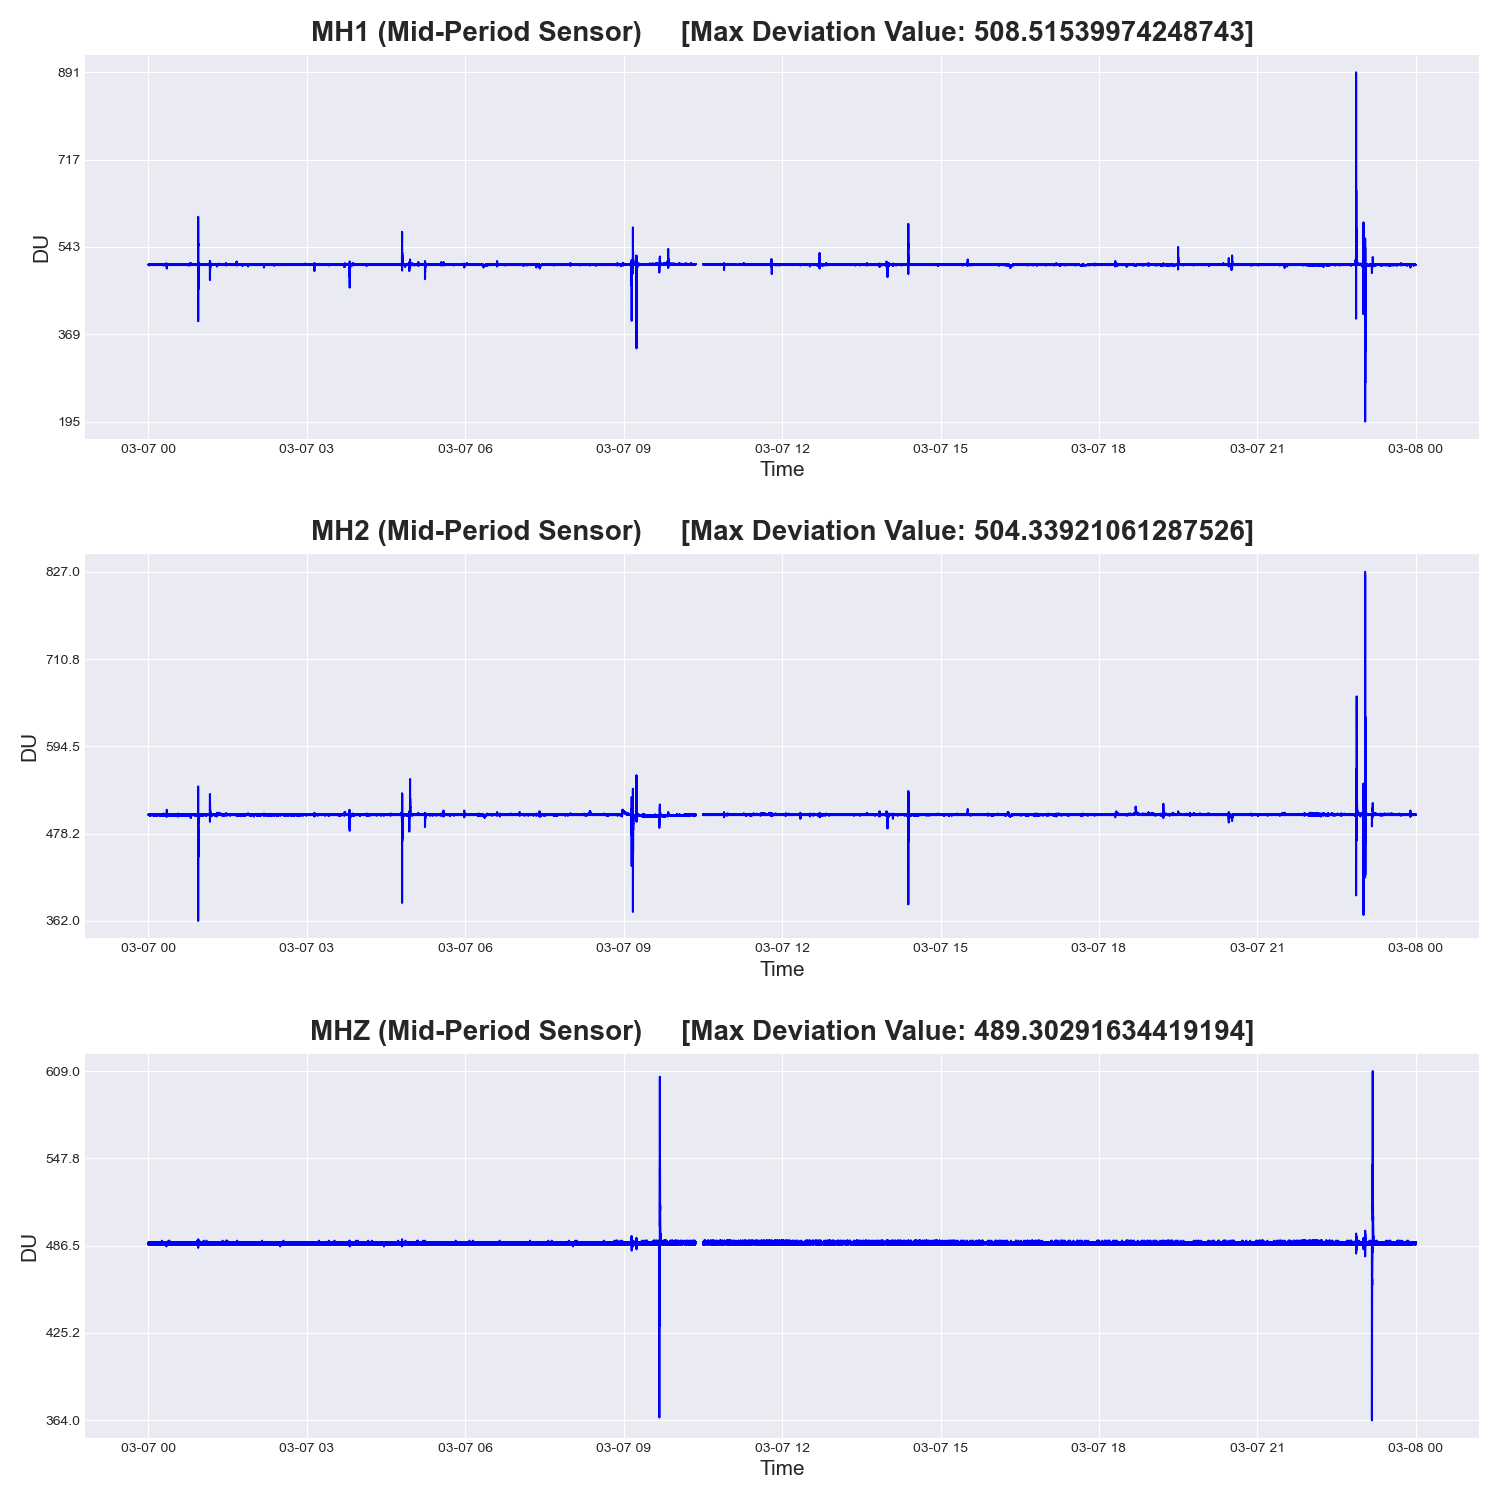 MH1 (Mid-Period Sensor) [Max Deviation Value: 508.51539974248743]
891
717
543
369
195
DU
03-07 00 03-07 03 03-07 06 03-07 09 03-07 12 03-07 15 03-07 18 03-07 21 03-08 00
Time
MH2 (Mid-Period Sensor) [Max Deviation Value: 504.33921061287526]
827.0
710.8
594.5
478.2
362.0
DU
03-07 00 03-07 03 03-07 06 03-07 09 03-07 12 03-07 15 03-07 18 03-07 21 03-08 00
Time
MHZ (Mid-Period Sensor) [Max Deviation Value: 489.30291634419194]
609.0
547.8
486.5
425.2
364.0
DU
03-07 00 03-07 03 03-07 06 03-07 09 03-07 12 03-07 15 03-07 18 03-07 21 03-08 00
Time